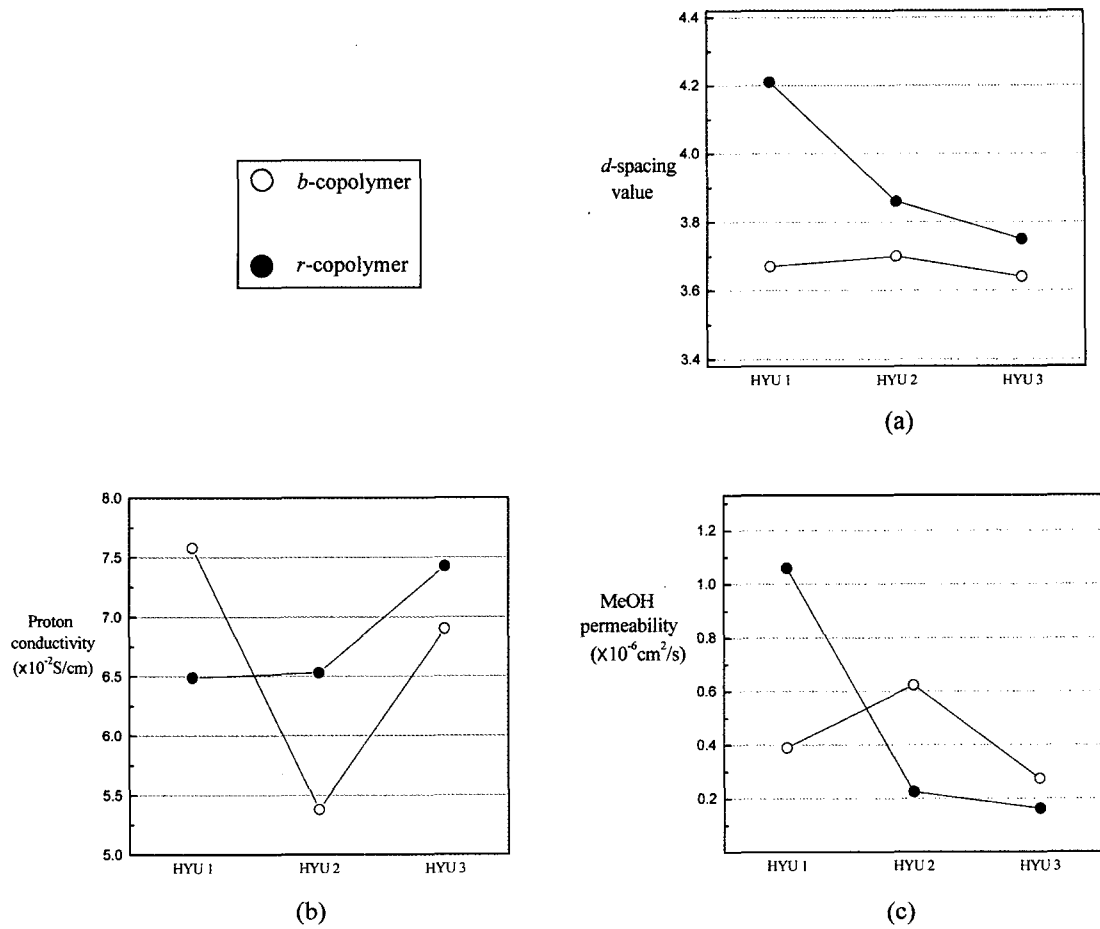 b-copolymer
r-copolymer
4.4
4.2
4.0
3.8
3.6
3.4
d-spacing
value
HYU 1 HYU 2 HYU 3
(a)
8.0
7.5
7.0
6.5
6.0
5.5
5.0
Proton
conductivity
(x10⁻²S/cm)
HYU 1 HYU 2 HYU 3
(b)
1.2
1.0
0.8
0.6
0.4
0.2
MeOH
permeability
(X10⁻⁶cm²/s)
HYU 1 HYU 2 HYU 3
(c)